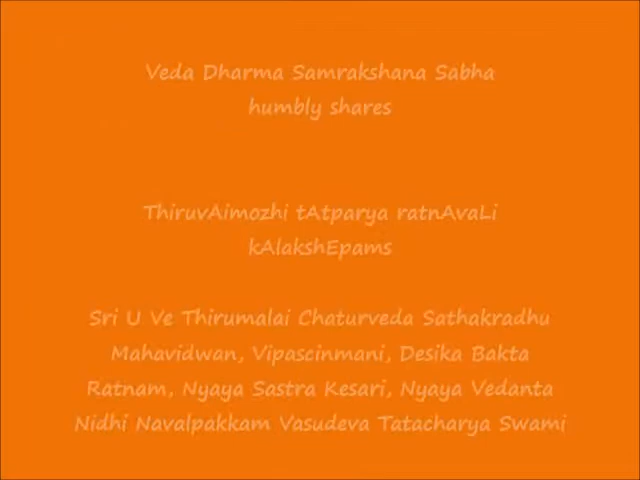 Veda Dharma Samrakshana Sabha
humbly shares
ThiruvAimozhi tAtparya ratnAvaLi
kAlakshEpams
Sri U Ve Thirumalai Chaturveda Sathakradhu
Mahavidwan, Vipascinmani, Desika Bakta
Ratnam, Nyaya Sastra Kesari, Nyaya Vedanta
Nidhi Navalpakkam Vasudeva Tatacharya Swami